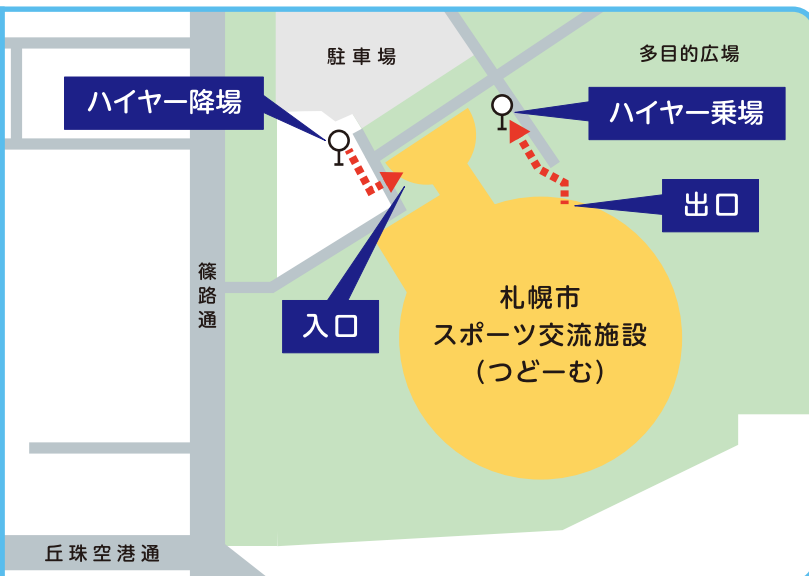 駐車場
多目的広場
ハイヤー降場
ハイヤー乗場
出口
篠路通
入口
札幌市
スポーツ交流施設
(つどーむ)
丘珠空港通